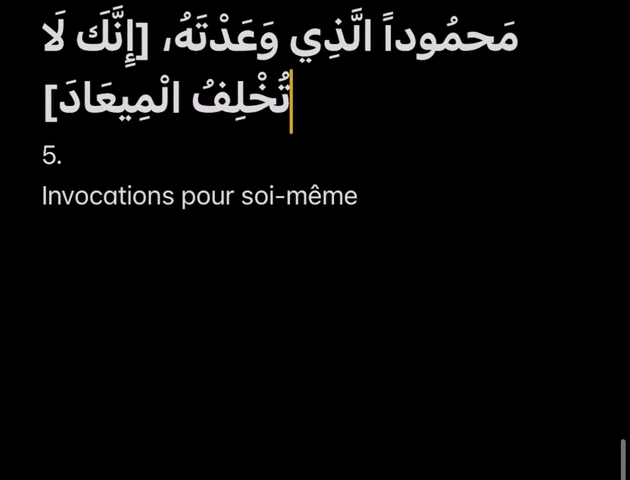 مَحمُوداً الَّذِي وَعَدْتَهُ، [إِنَّكَ لَا
تُخْلِفُ الْمِيعَادَ]
5.
Invocations pour soi-même